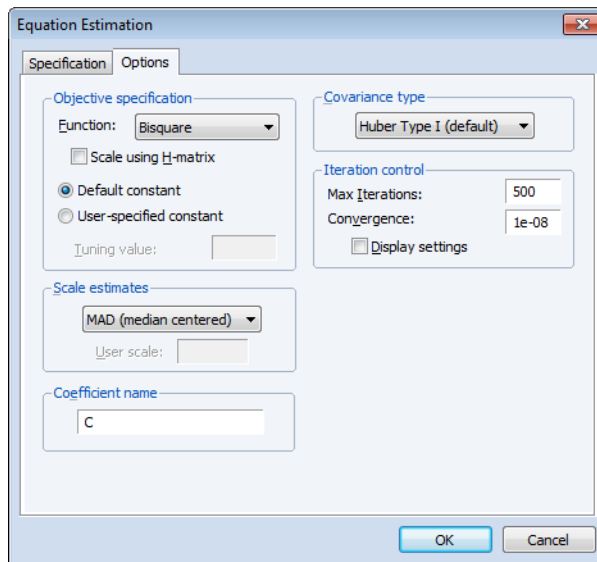 Equation Estimation
Specification
Options
Objective specification
Function: Bisquare
Scale using H-matrix
Default constant
User-specified constant
Tuning value:
Scale estimates
MAD (median centered)
User scale:
Coefficient name
C
Covariance type
Huber Type I (default)
Iteration control
Max Iterations: 500
Convergence: 1e-08
Display settings
OK
Cancel